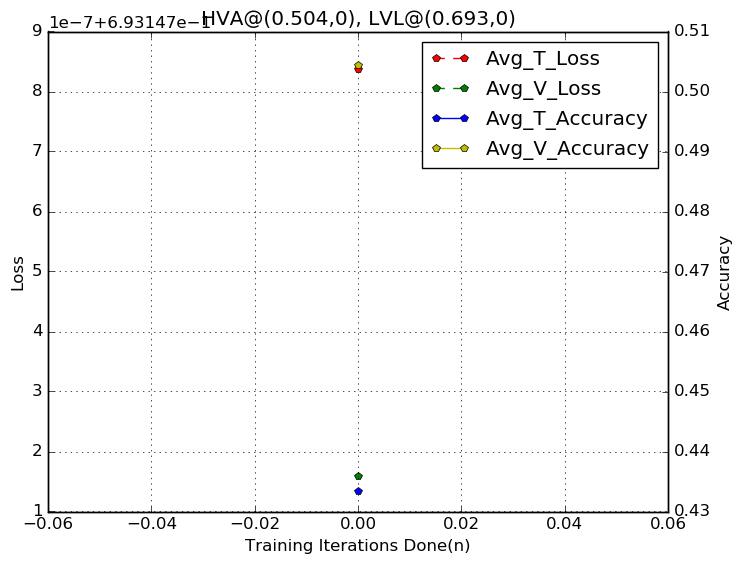 HVA@(0.504,0), LVL@(0.693,0)
1e-7+6.93147e-1
9
8
7
6
5
4
3
2
1
Loss
0.51
0.50
0.49
0.48
0.47
0.46
0.45
0.44
0.43
Accuracy
Avg_T_Loss
Avg_V_Loss
Avg_T_Accuracy
Avg_V_Accuracy
−0.06 −0.04 −0.02 0.00 0.02 0.04 0.06
Training Iterations Done(n)